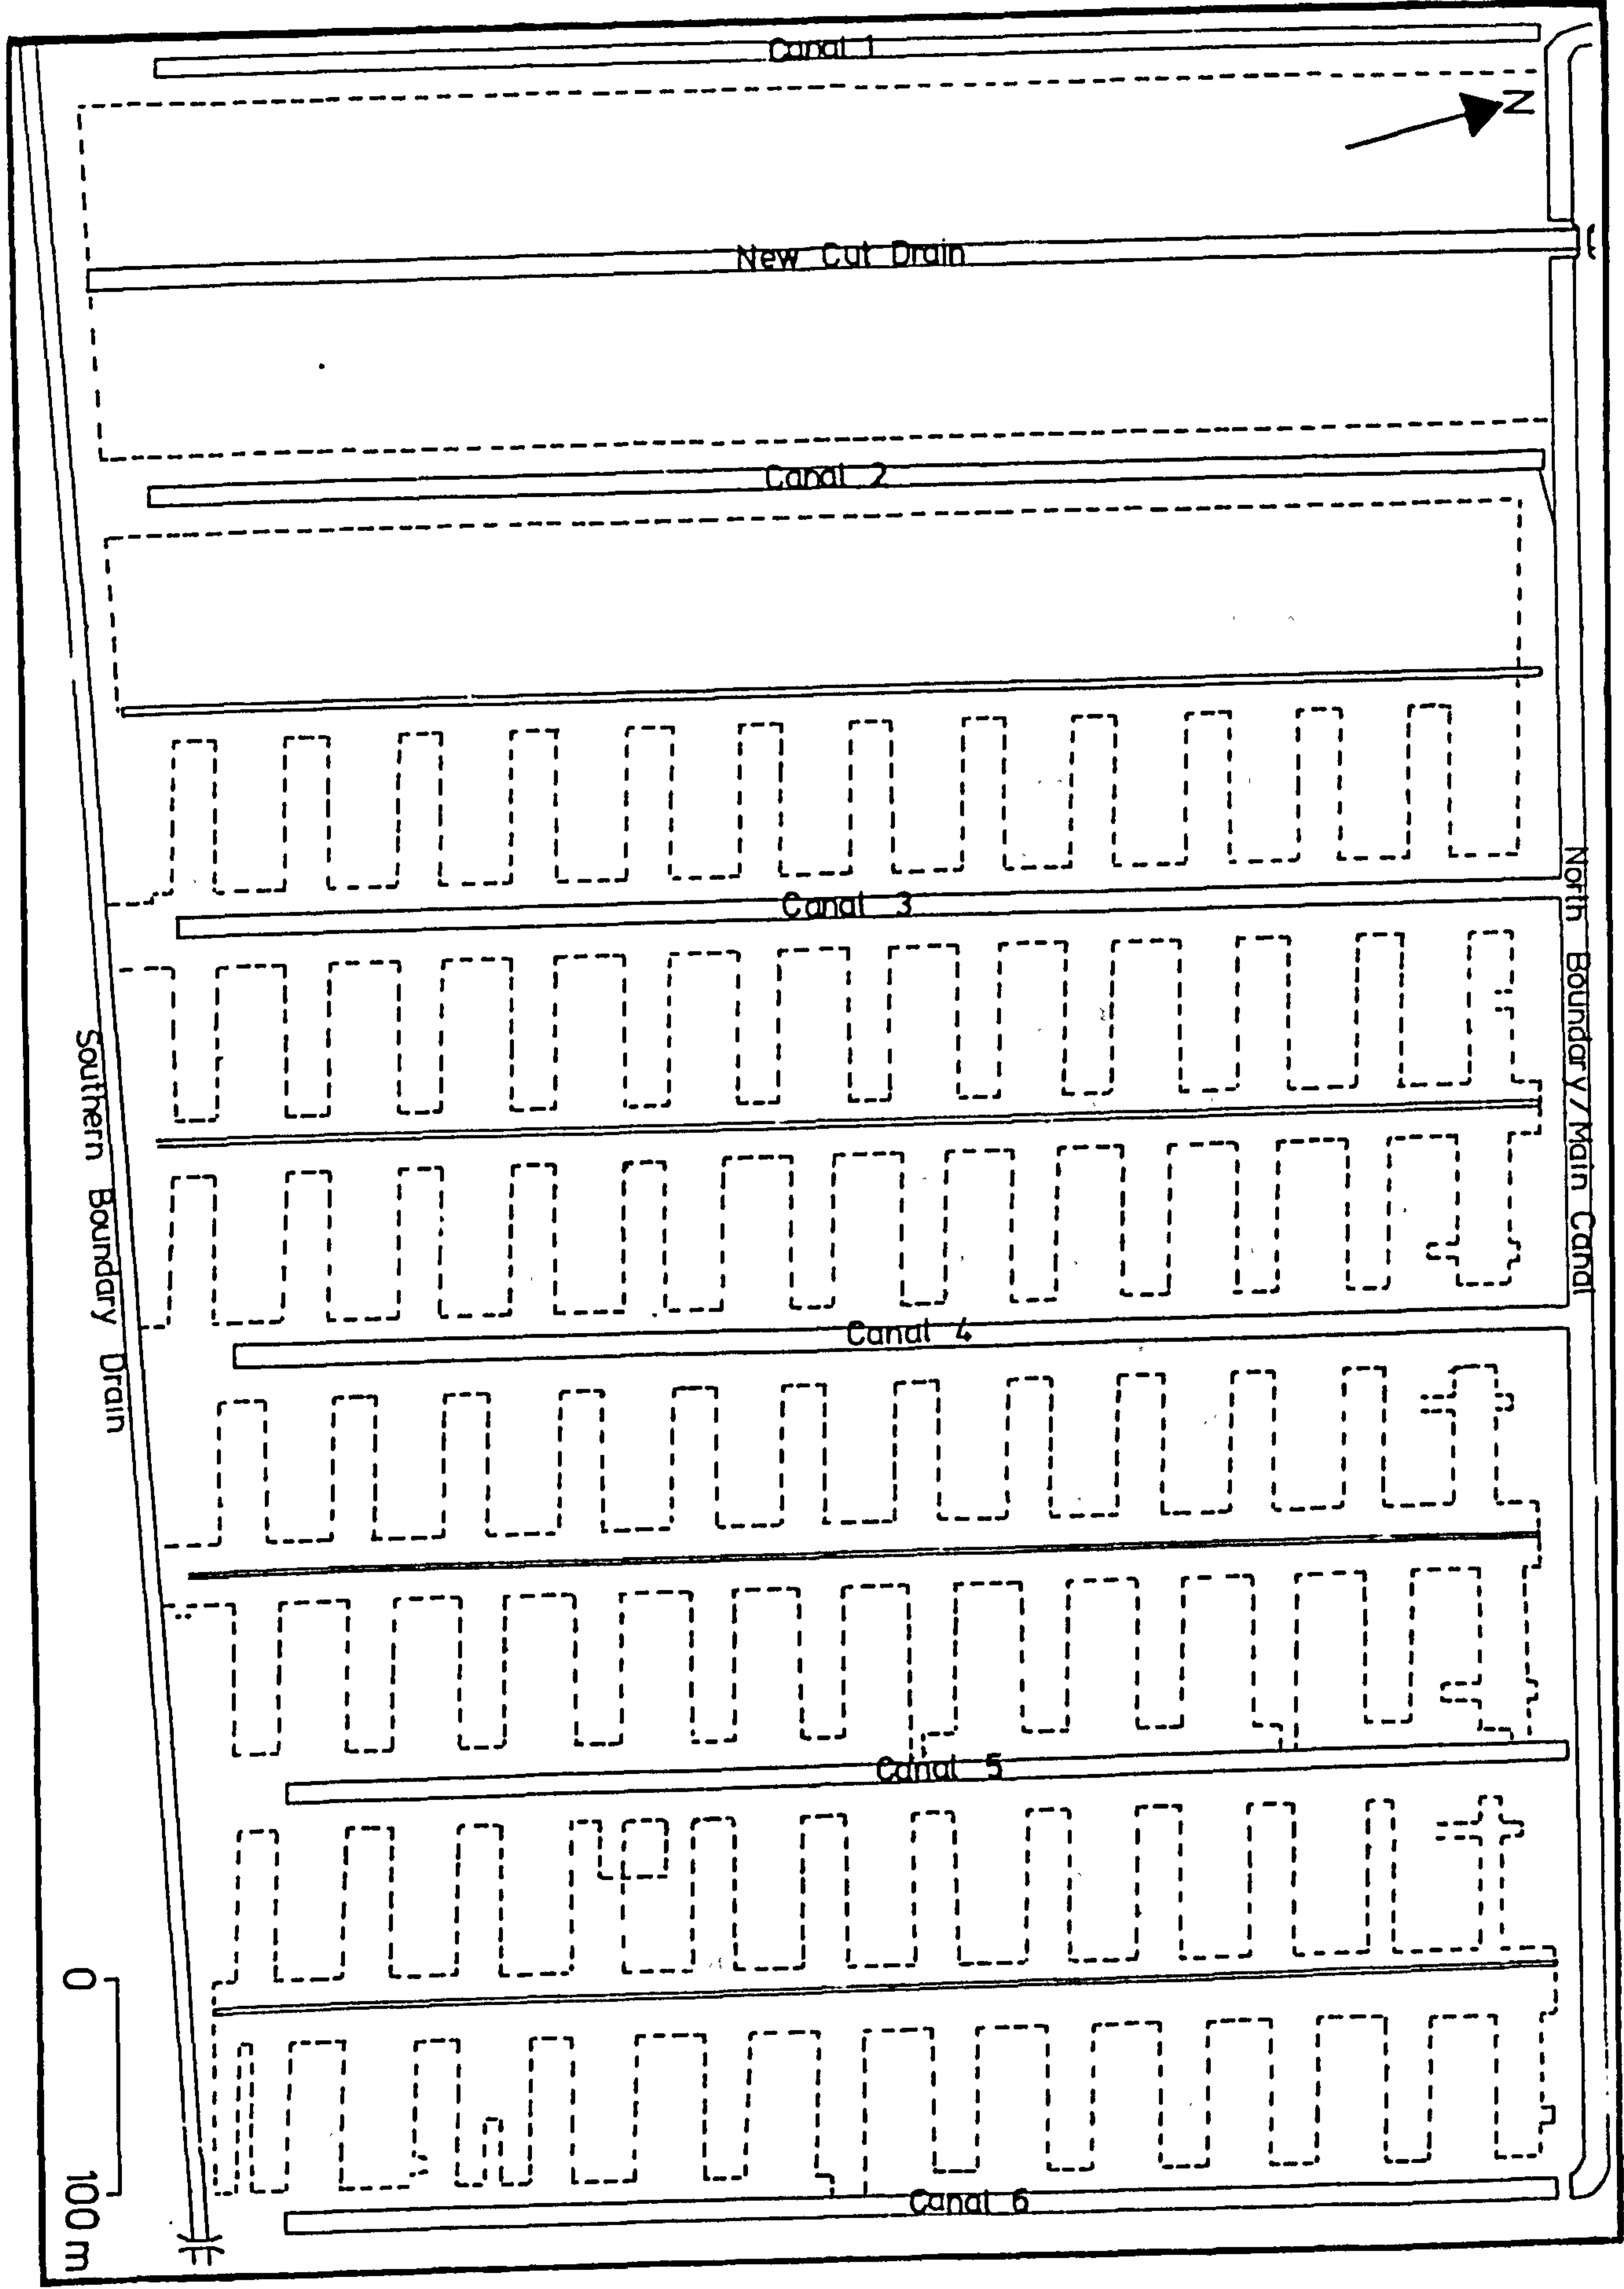 Canal 1
N
New Cut Drain
Canal 2
Canal 3
North Boundary/Main Canal
Southern Boundary Drain
Canal 4
Canal 5
0
100 m
Canal 6